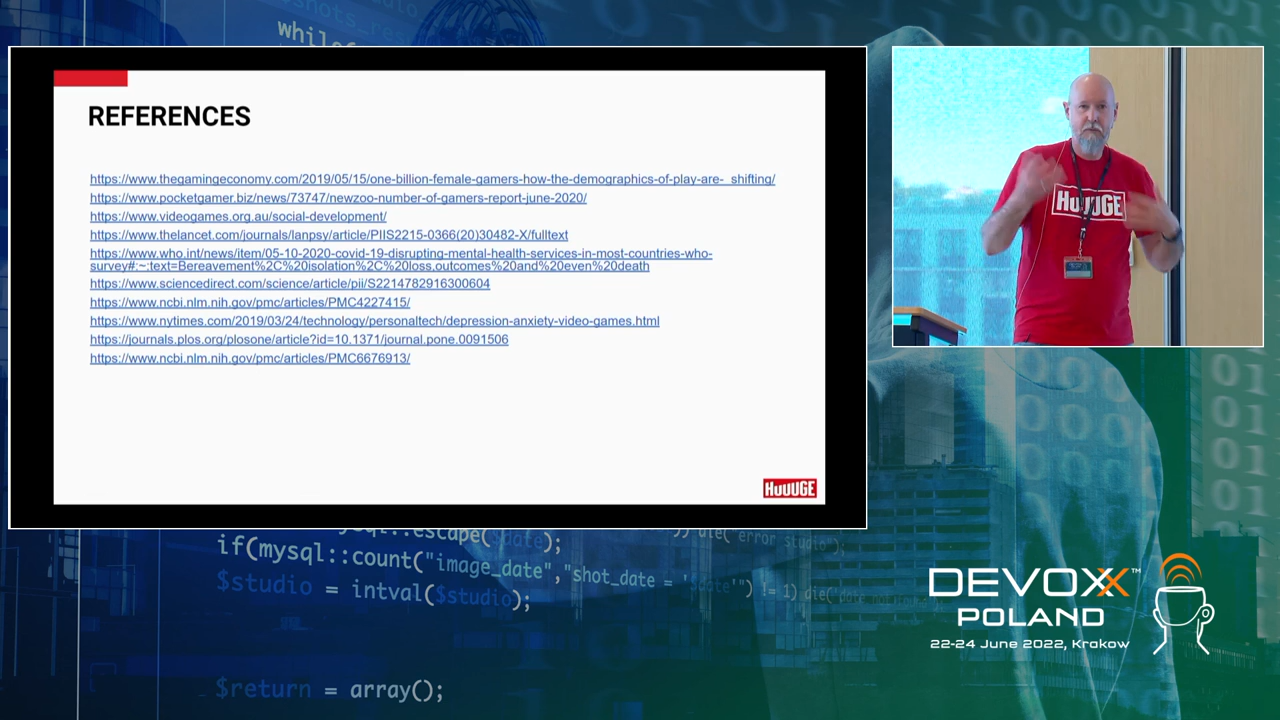 while
REFERENCES
https://www.thegamingeconomy.com/2019/05/15/one-billion-female-gamers-how-the-demographics-of-play-are-_shifting/
https://www.pocketgamer.biz/news/73747/newzoo-number-of-gamers-report-june-2020/
https://www.videogames.org.au/social-development/
https://www.thelancet.com/journals/lanpsy/article/PIIS2215-0366(20)30482-X/fulltext
https://www.who.int/news/item/05-10-2020-covid-19-disrupting-mental-health-services-in-most-countries-who-
survey#:~:text=Bereavement%2C%20isolation%2C%20loss,outcomes%20and%20even%20death
https://www.sciencedirect.com/science/article/pii/S2214782916300604
https://www.ncbi.nlm.nih.gov/pmc/articles/PMC4227415/
https://www.nytimes.com/2019/03/24/technology/personaltech/depression-anxiety-video-games.html
https://journals.plos.org/plosone/article?id=10.1371/journal.pone.0091506
https://www.ncbi.nlm.nih.gov/pmc/articles/PMC6676913/
HUUUGE
HUUUGE
::escape($date);
if(mysql::count("image_date","shot_date = '$date'") != 1) die(
$studio = intval($studio);
$return = array();
DEVOXX™
POLAND
22-24 June 2022, Krakow